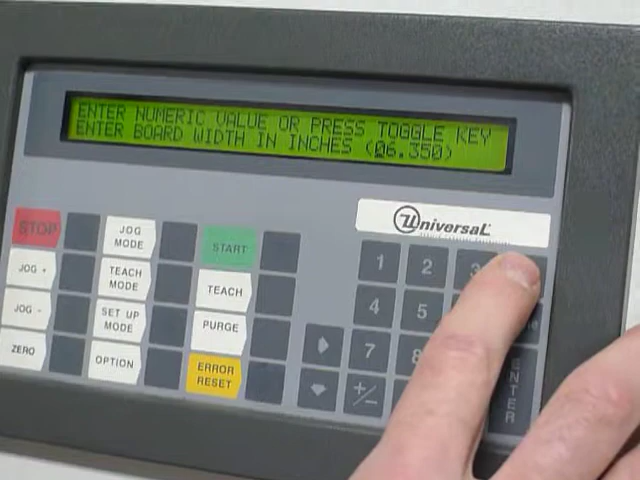 ENTER NUMERIC VALUE OR PRESS TOGGLE KEY
ENTER BOARD WIDTH IN INCHES (06.350)
Universal
STOP
JOG MODE
START
1 2 3
JOG +
TEACH MODE
TEACH
4 5
JOG -
SET UP MODE
PURGE
7 8
ZERO
OPTION
ERROR RESET
+/-
ENTER